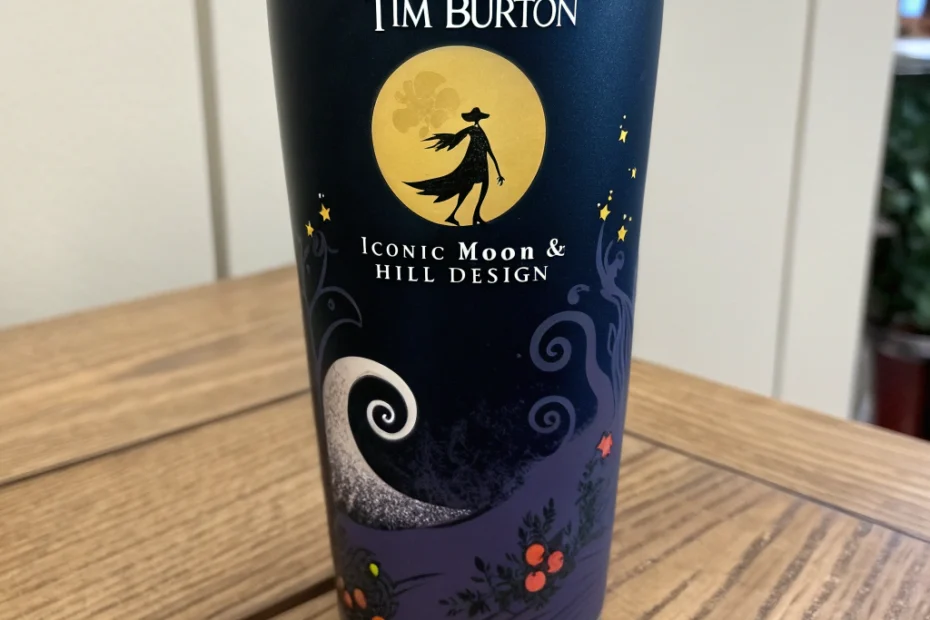 TIM BURTON
ICONIC Moon &
HILL DESIGN